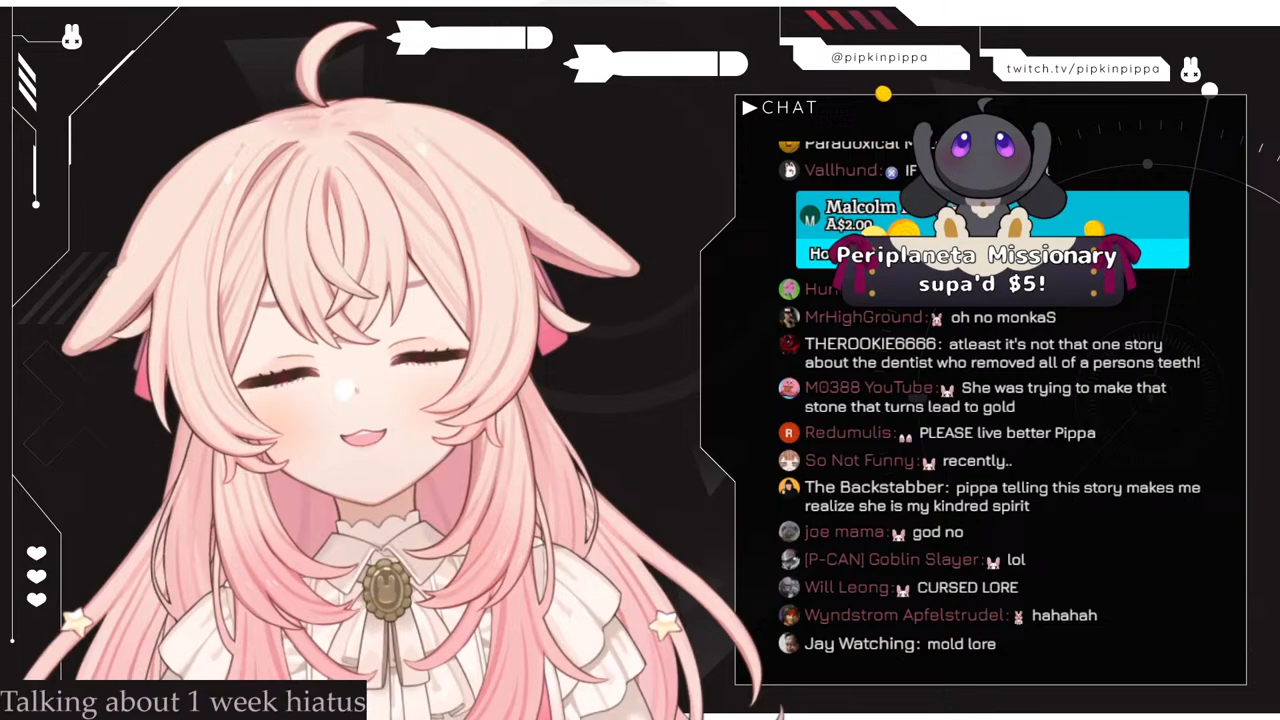 @pipkinpippa
twitch.tv/pipkinpippa
▶CHAT
Paradoxical
Vallhund: IF
Malcolm
A$2.00
Periplaneta Missionary
supa'd $5!
MrHighGround: oh no monkaS
THEROOKIE6666: atleast it's not that one story
about the dentist who removed all of a persons teeth!
M0388 YouTube: She was trying to make that
stone that turns lead to gold
Redumulis: PLEASE live better Pippa
So Not Funny: recently..
The Backstabber: pippa telling this story makes me
realize she is my kindred spirit
joe mama: god no
[P-CAN] Goblin Slayer: lol
Will Leong: CURSED LORE
Wyndstrom Apfelstrudel: hahahah
Jay Watching: mold lore
Talking about 1 week hiatus